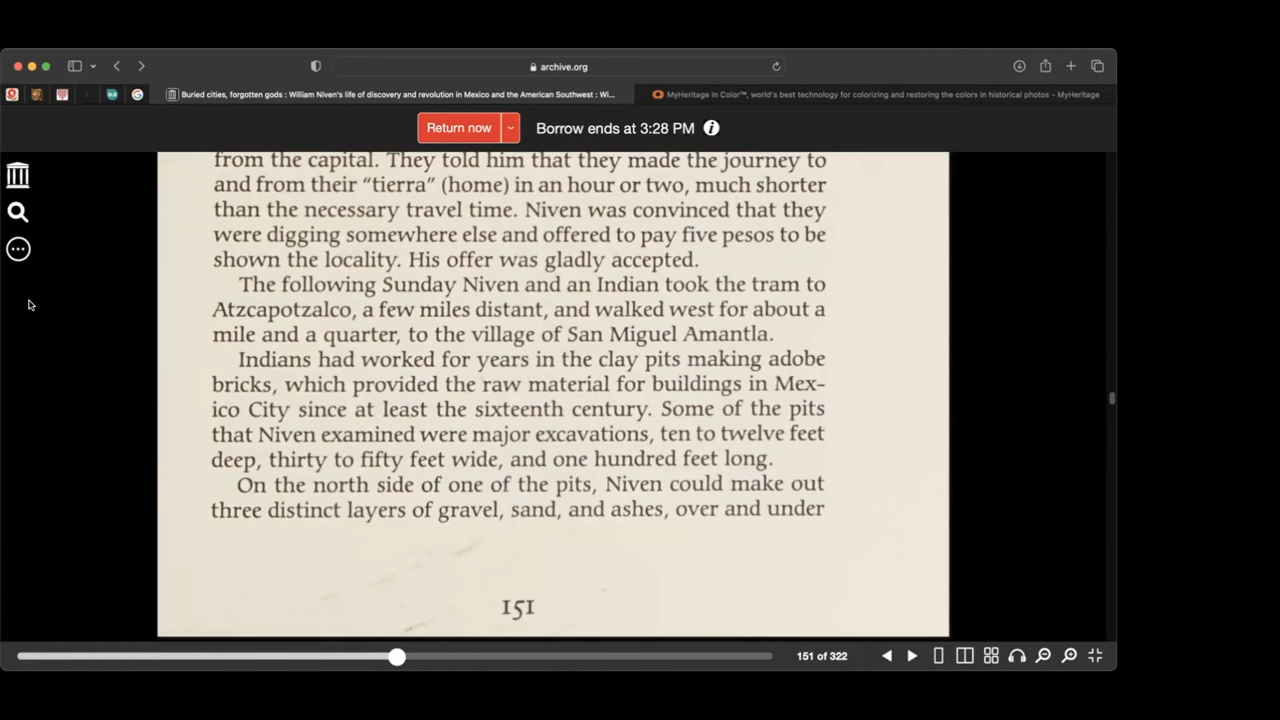 archive.org
Buried cities, forgotten gods : William Niven's life of discovery and revolution in Mexico and the American Southwest : Wi...
MyHeritage In Color™, world's best technology for colorizing and restoring the colors in historical photos - MyHeritage
Return now
Borrow ends at 3:28 PM
from the capital. They told him that they made the journey to
and from their “tierra” (home) in an hour or two, much shorter
than the necessary travel time. Niven was convinced that they
were digging somewhere else and offered to pay five pesos to be
shown the locality. His offer was gladly accepted.
The following Sunday Niven and an Indian took the tram to
Atzcapotzalco, a few miles distant, and walked west for about a
mile and a quarter, to the village of San Miguel Amantla.
Indians had worked for years in the clay pits making adobe
bricks, which provided the raw material for buildings in Mex-
ico City since at least the sixteenth century. Some of the pits
that Niven examined were major excavations, ten to twelve feet
deep, thirty to fifty feet wide, and one hundred feet long.
On the north side of one of the pits, Niven could make out
three distinct layers of gravel, sand, and ashes, over and under
151
151 of 322